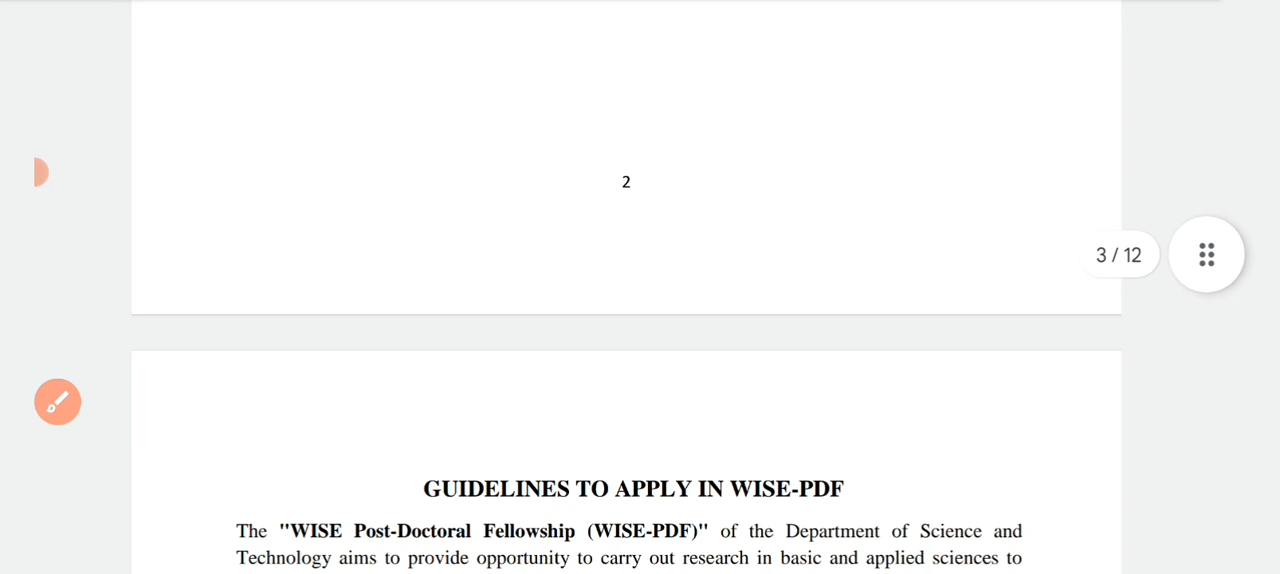 2
3 / 12
GUIDELINES TO APPLY IN WISE-PDF
The "WISE Post-Doctoral Fellowship (WISE-PDF)" of the Department of Science and
Technology aims to provide opportunity to carry out research in basic and applied sciences to